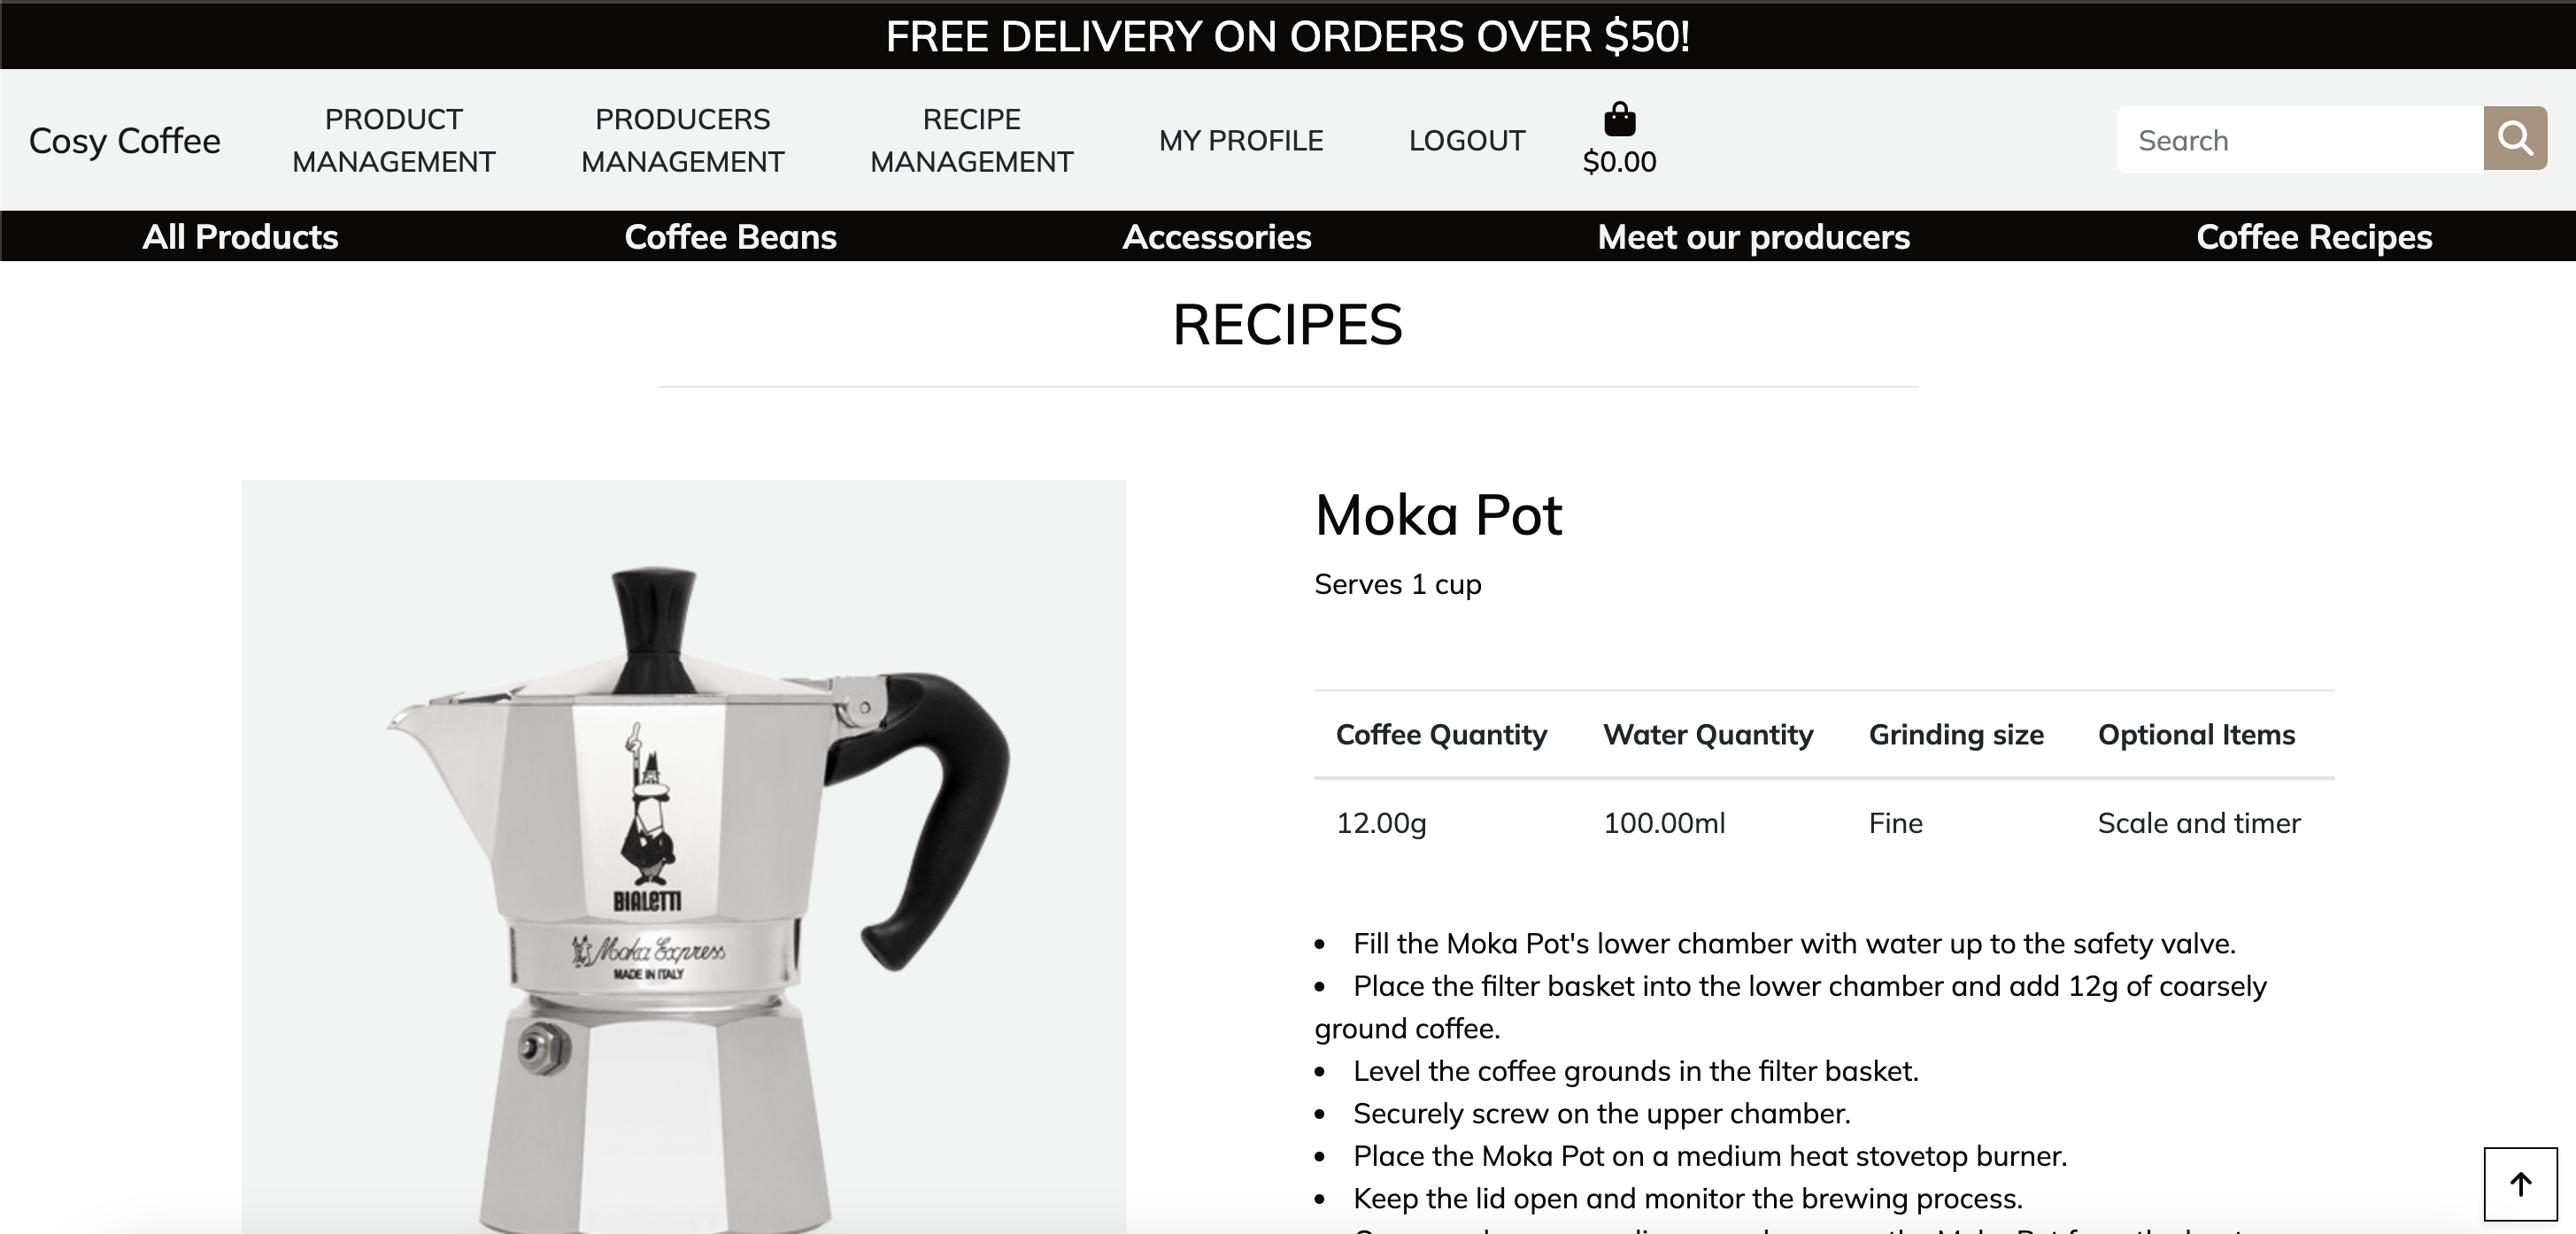 FREE DELIVERY ON ORDERS OVER $50!
Cosy Coffee
PRODUCT
MANAGEMENT
PRODUCERS
MANAGEMENT
RECIPE
MANAGEMENT
MY PROFILE
LOGOUT
$0.00
Search
All Products
Coffee Beans
Accessories
Meet our producers
Coffee Recipes
RECIPES
BIALETTI
Moka Express
MADE IN ITALY
Moka Pot
Serves 1 cup
Coffee Quantity
Water Quantity
Grinding size
Optional Items
12.00g
100.00ml
Fine
Scale and timer
• Fill the Moka Pot's lower chamber with water up to the safety valve.
• Place the filter basket into the lower chamber and add 12g of coarsely
ground coffee.
• Level the coffee grounds in the filter basket.
• Securely screw on the upper chamber.
• Place the Moka Pot on a medium heat stovetop burner.
• Keep the lid open and monitor the brewing process.